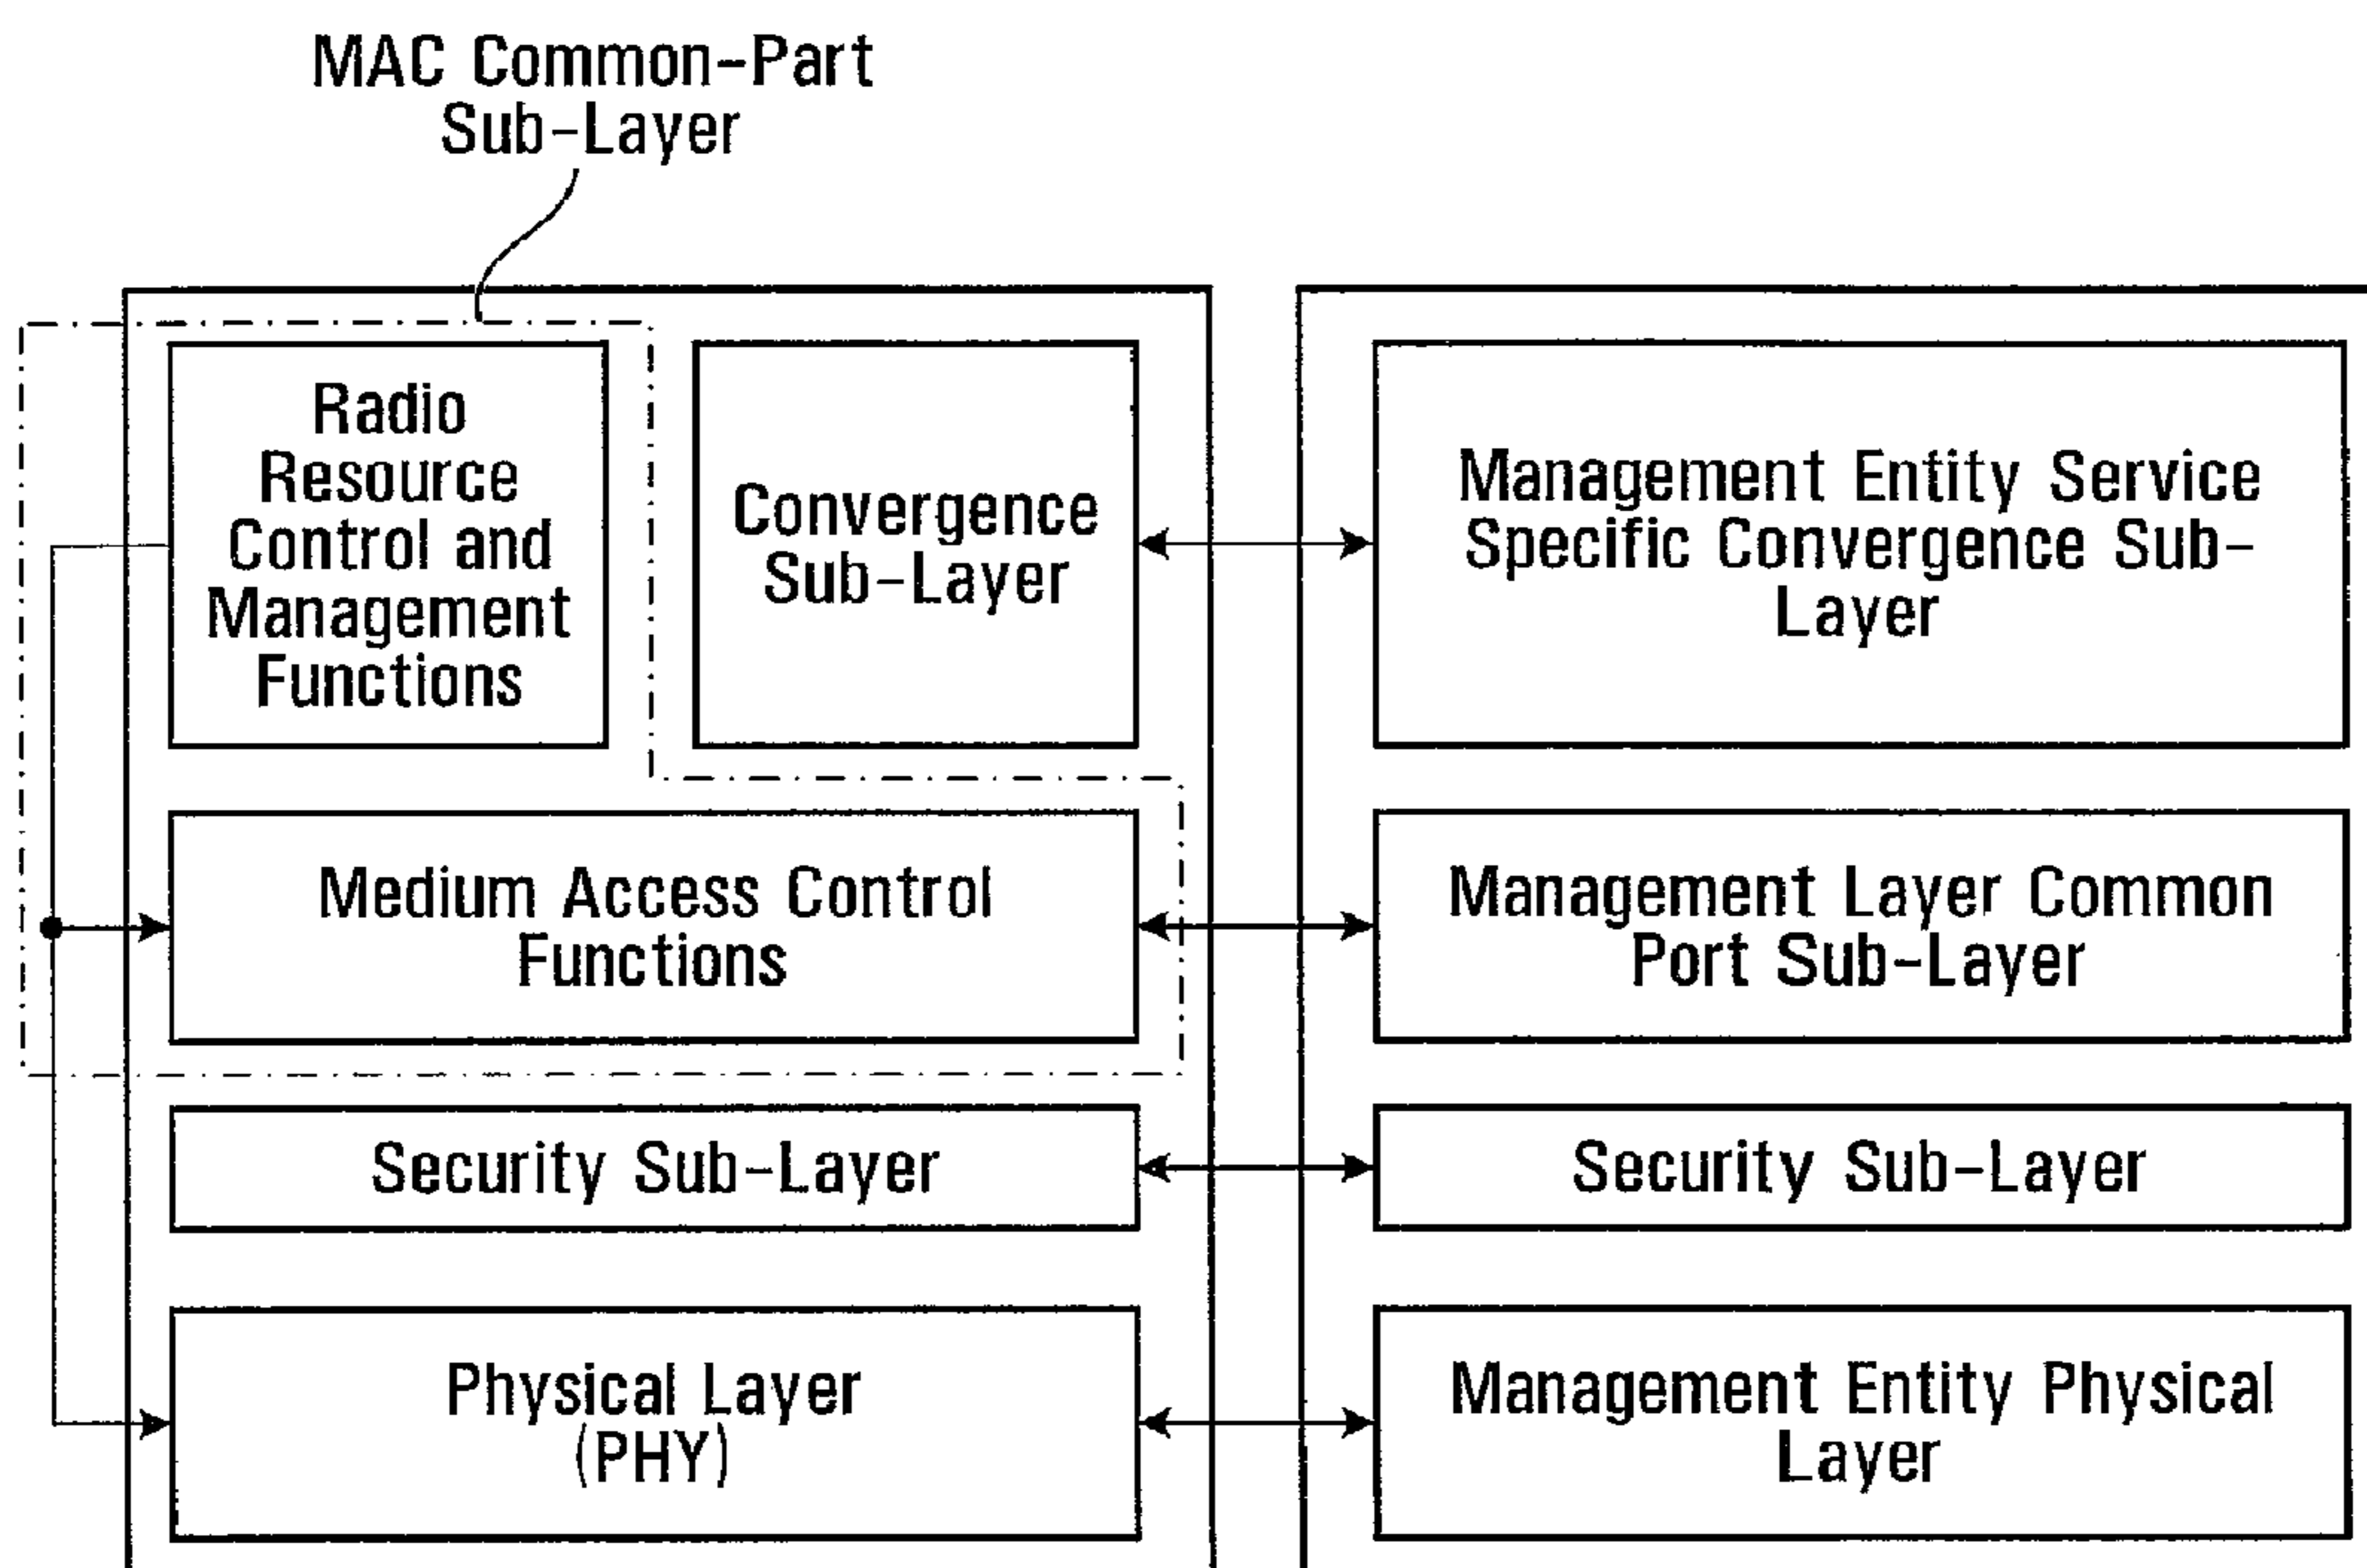 MAC Common-Part
Sub-Layer
Radio
Resource
Control and
Management
Functions
Convergence
Sub-Layer
Management Entity Service
Specific Convergence Sub-
Layer
Medium Access Control
Functions
Management Layer Common
Port Sub-Layer
Security Sub-Layer
Security Sub-Layer
Physical Layer
(PHY)
Management Entity Physical
Layer